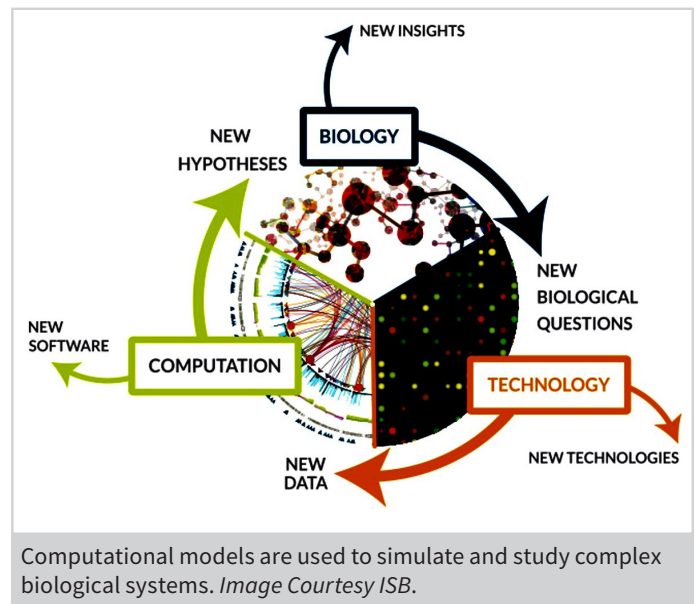 NEW INSIGHTS
BIOLOGY
NEW
HYPOTHESES
NEW
BIOLOGICAL
QUESTIONS
NEW
SOFTWARE
COMPUTATION
TECHNOLOGY
NEW
DATA
NEW TECHNOLOGIES
Computational models are used to simulate and study complex
biological systems. Image Courtesy ISB.